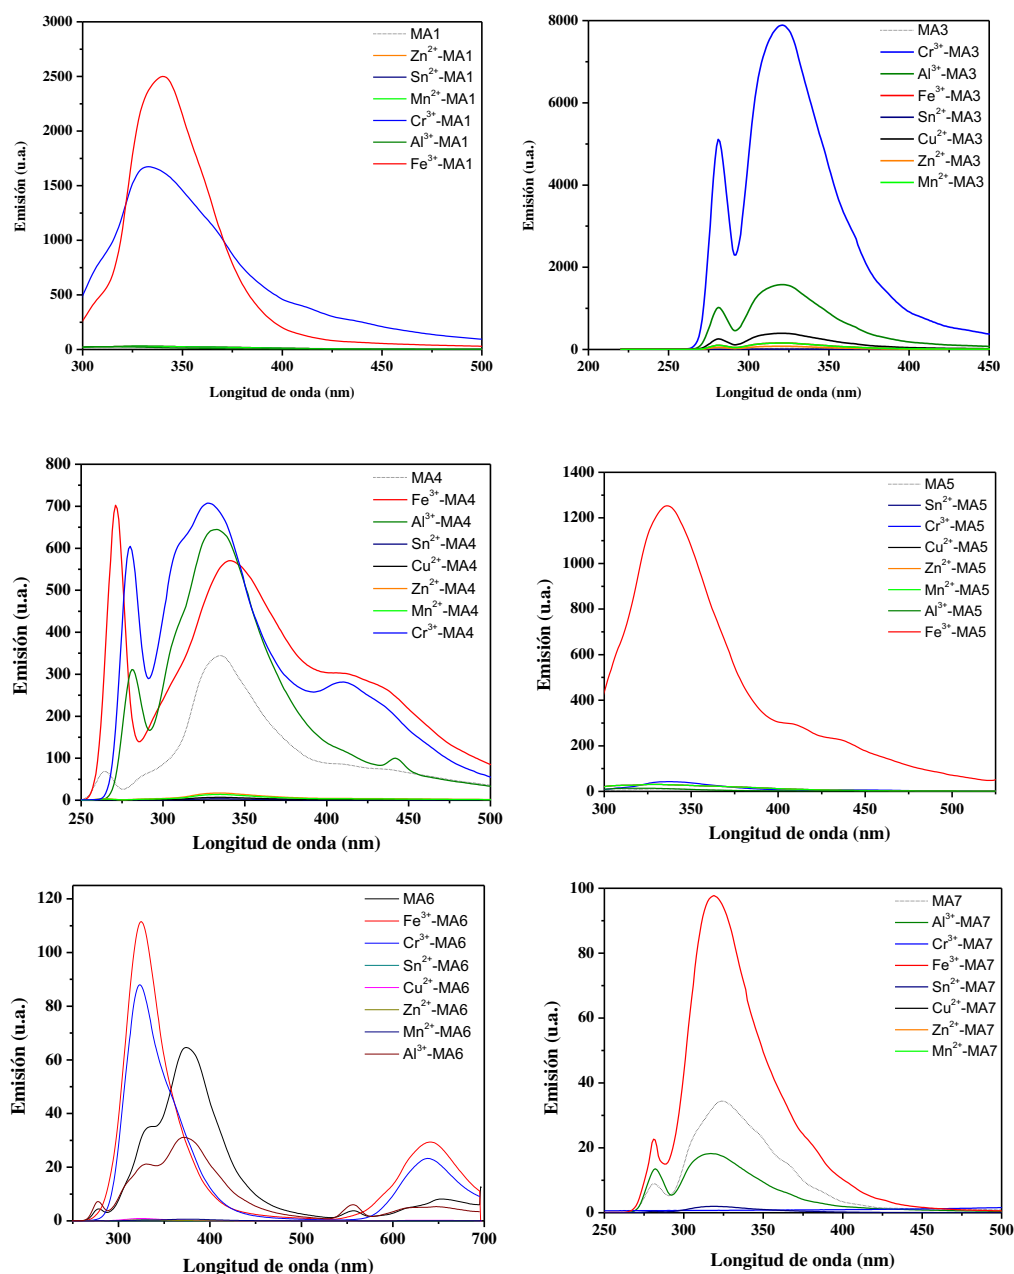 3000
2500
2000
1500
1000
500
0
Emisión (u.a.)
300 350 400 450 500
Longitud de onda (nm)
MA1
Zn²⁺-MA1
Sn²⁺-MA1
Mn²⁺-MA1
Cr³⁺-MA1
Al³⁺-MA1
Fe³⁺-MA1
8000
6000
4000
2000
0
Emisión (u.a.)
200 250 300 350 400 450
Longitud de onda (nm)
MA3
Cr³⁺-MA3
Al³⁺-MA3
Fe³⁺-MA3
Sn²⁺-MA3
Cu²⁺-MA3
Zn²⁺-MA3
Mn²⁺-MA3
800
700
600
500
400
300
200
100
0
Emisión (u.a.)
250 300 350 400 450 500
Longitud de onda (nm)
MA4
Fe³⁺-MA4
Al³⁺-MA4
Sn²⁺-MA4
Cu²⁺-MA4
Zn²⁺-MA4
Mn²⁺-MA4
Cr³⁺-MA4
1400
1200
1000
800
600
400
200
0
Emisión (u.a.)
300 350 400 450 500
Longitud de onda (nm)
MA5
Sn²⁺-MA5
Cr³⁺-MA5
Cu²⁺-MA5
Zn²⁺-MA5
Mn²⁺-MA5
Al³⁺-MA5
Fe³⁺-MA5
120
100
80
60
40
20
0
Emisión (u.a.)
300 400 500 600 700
Longitud de onda (nm)
MA6
Fe³⁺-MA6
Cr³⁺-MA6
Sn²⁺-MA6
Cu²⁺-MA6
Zn²⁺-MA6
Mn²⁺-MA6
Al³⁺-MA6
100
80
60
40
20
0
Emisión (u.a.)
250 300 350 400 450 500
Longitud de onda (nm)
MA7
Al³⁺-MA7
Cr³⁺-MA7
Fe³⁺-MA7
Sn²⁺-MA7
Cu²⁺-MA7
Zn²⁺-MA7
Mn²⁺-MA7